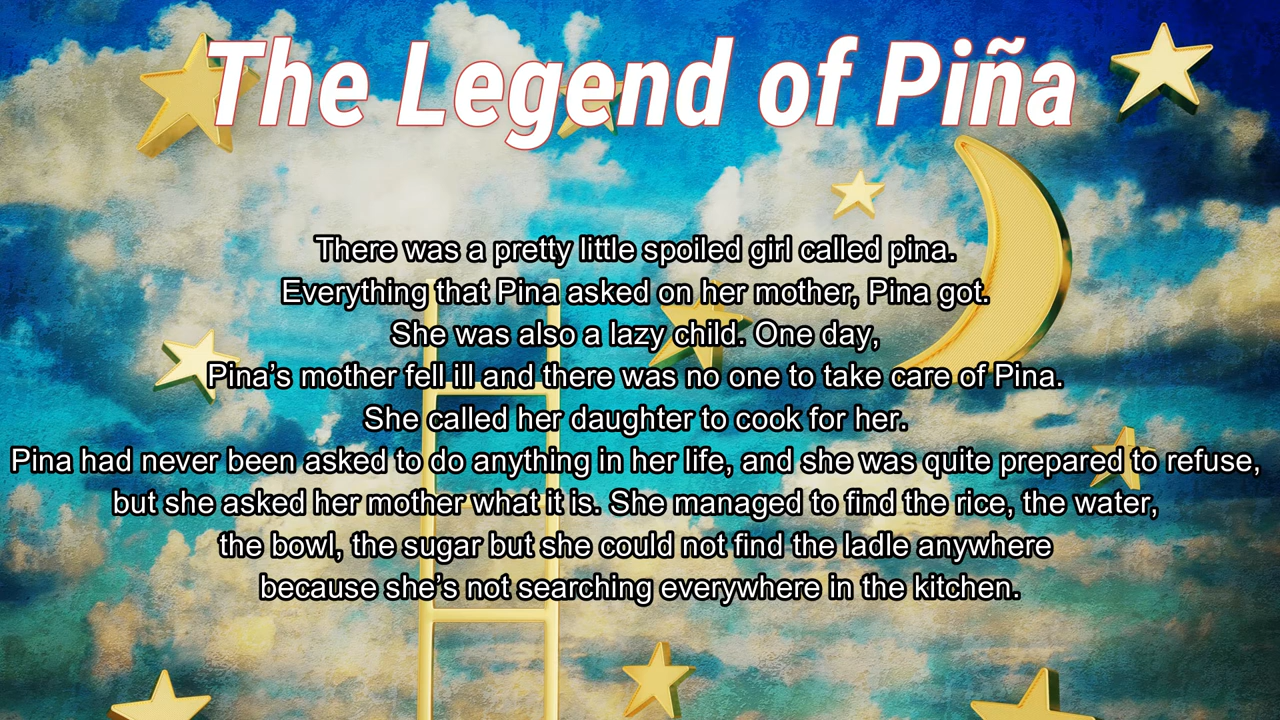 The Legend of Piña
There was a pretty little spoiled girl called pina.
Everything that Pina asked on her mother, Pina got.
She was also a lazy child. One day,
Pina’s mother fell ill and there was no one to take care of Pina.
She called her daughter to cook for her.
Pina had never been asked to do anything in her life, and she was quite prepared to refuse,
but she asked her mother what it is. She managed to find the rice, the water,
the bowl, the sugar but she could not find the ladle anywhere
because she’s not searching everywhere in the kitchen.